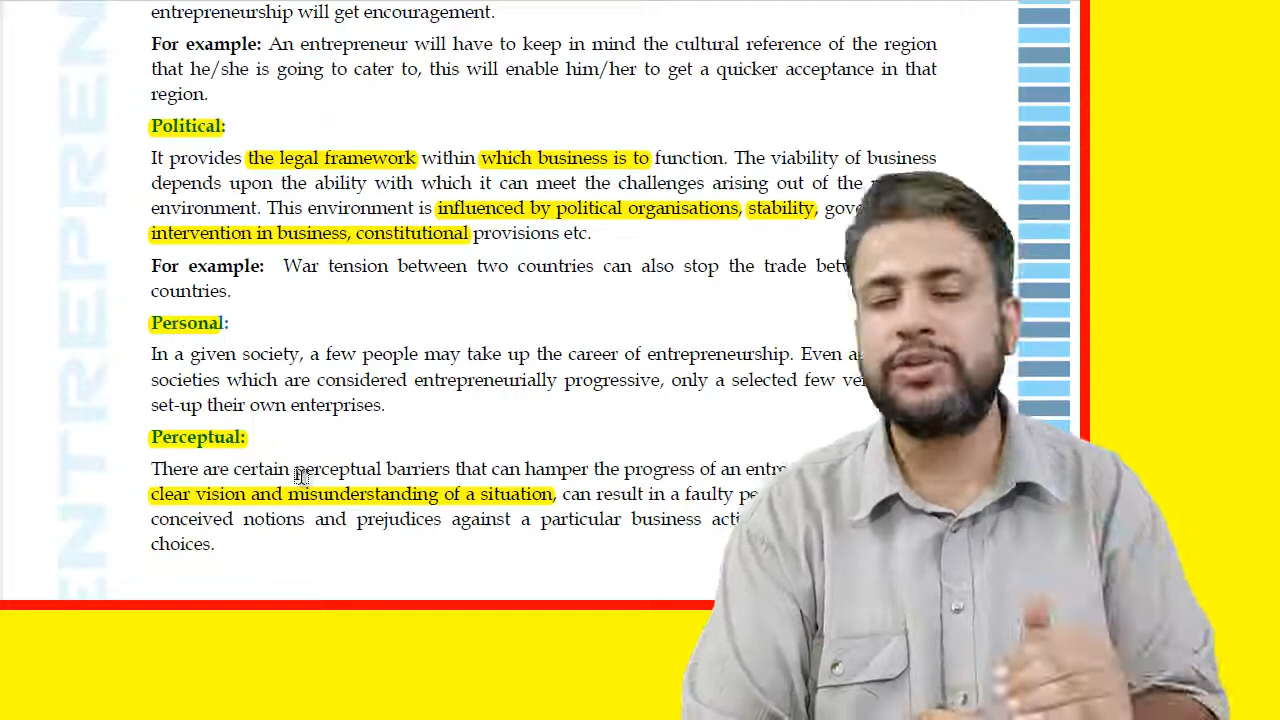 entrepreneurship will get encouragement.
For example: An entrepreneur will have to keep in mind the cultural reference of the region
that he/she is going to cater to, this will enable him/her to get a quicker acceptance in that
region.
Political:
It provides the legal framework within which business is to function. The viability of business
depends upon the ability with which it can meet the challenges arising out of the
environment. This environment is influenced by political organisations, stability,
intervention in business, constitutional provisions etc.
For example: War tension between two countries can also stop the trade
countries.
Personal:
In a given society, a few people may take up the career of entrepreneurship. Even
societies which are considered entrepreneurially progressive, only a selected few
set-up their own enterprises.
Perceptual:
There are certain perceptual barriers that can hamper the progress of an
clear vision and misunderstanding of a situation, can result in a faulty
conceived notions and prejudices against a particular business
choices.
ENTREPREN